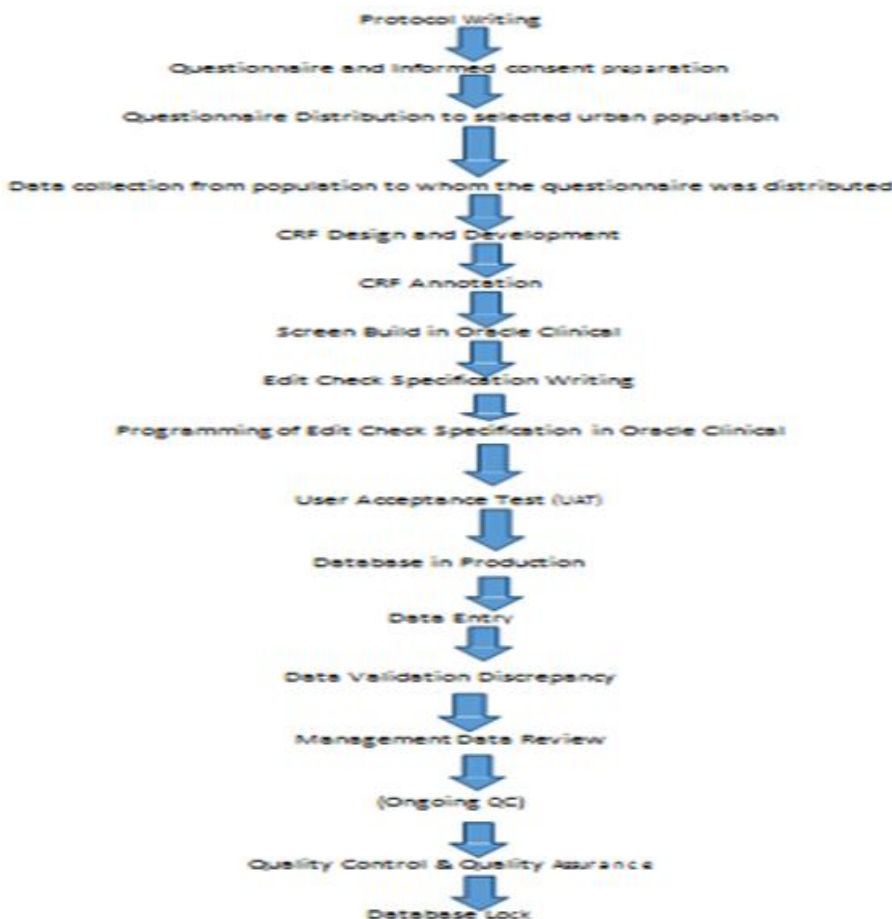 Protocol Writing
Questionnaire and Informed consent preparation
Questionnaire Distribution to selected urban population
Data collection from population to whom the questionnaire was distributed
CRF Design and Development
CRF Annotation
Screen Build in Oracle Clinical
Edit Check Specification Writing
Programming of Edit Check Specification in Oracle Clinical
User Acceptance Test (UAT)
Database in Production
Data Entry
Data Validation Discrepancy
Management Data Review
(Ongoing QC)
Quality Control & Quality Assurance
Database Lock